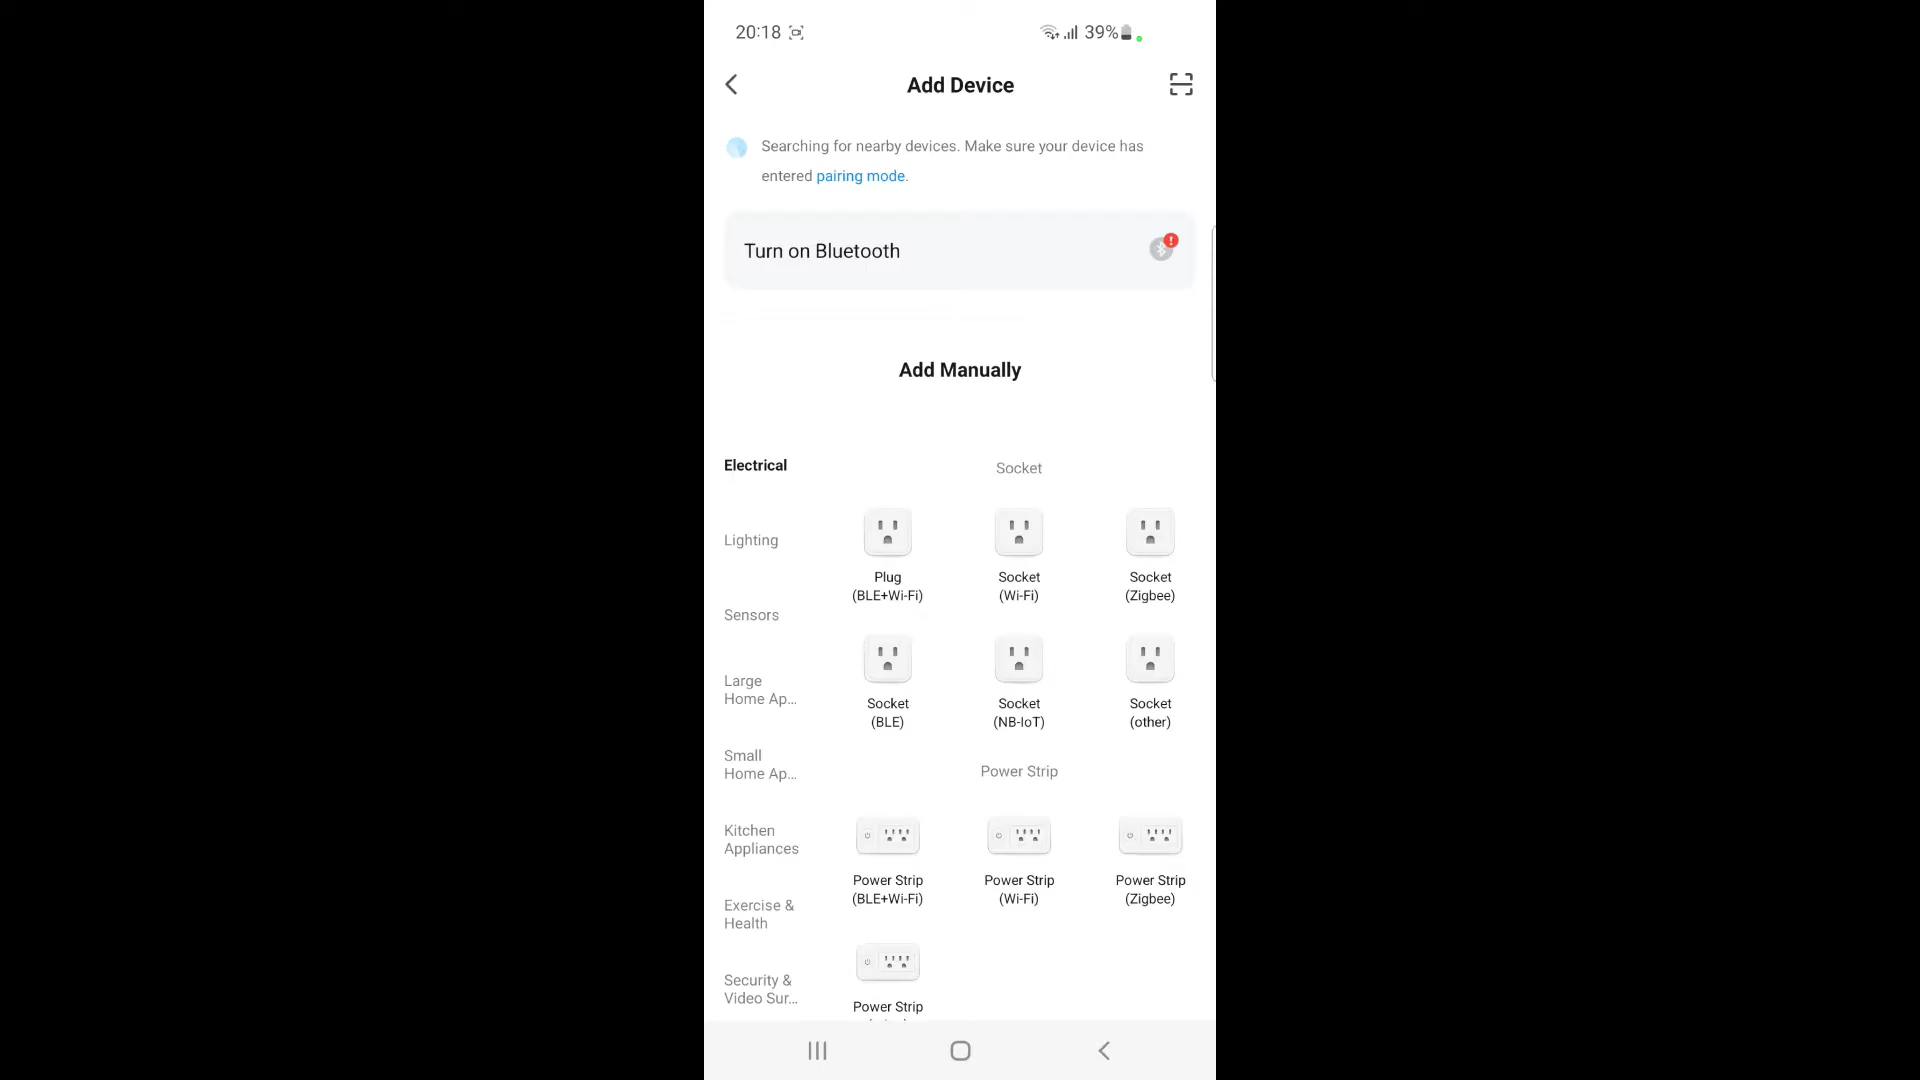 20:18
39%
Add Device
Searching for nearby devices. Make sure your device has
entered pairing mode.
Turn on Bluetooth
Add Manually
Electrical
Lighting
Sensors
Large
Home Ap...
Small
Home Ap...
Kitchen
Appliances
Exercise &
Health
Security &
Video Sur...
Socket
Plug
(BLE+Wi-Fi)
Socket
(Wi-Fi)
Socket
(Zigbee)
Socket
(BLE)
Socket
(NB-IoT)
Socket
(other)
Power Strip
Power Strip
(BLE+Wi-Fi)
Power Strip
(Wi-Fi)
Power Strip
(Zigbee)
Power Strip